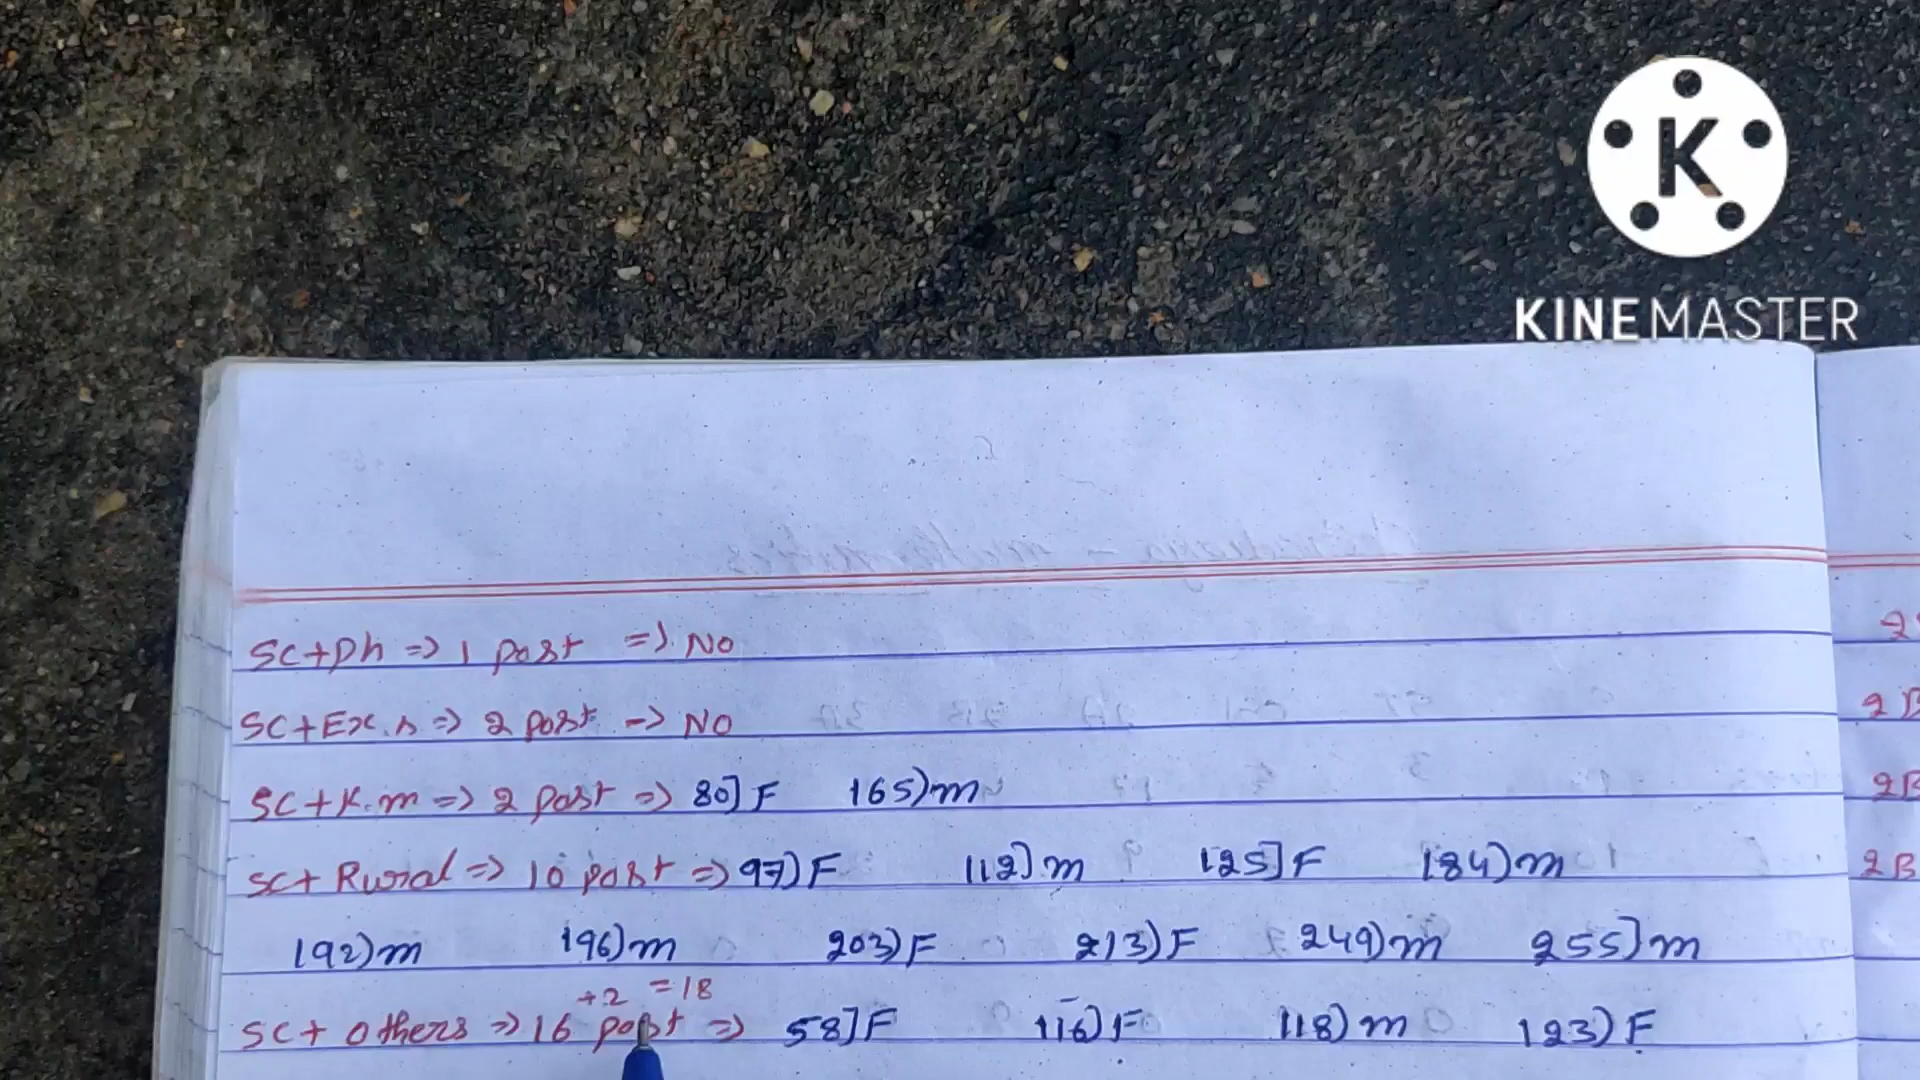 K
KINEMASTER
SC+Ph => 1 post => NO
SC+Ex.s => 2 post -> NO
SC+K.m => 2 post => 80]F 165)m
SC+Rural => 10 post => 97)F 112]m 125]F 184)m
192)m 196)m 203)F 213)F 249)m 255]m
+2 =18
SC+ others => 16 post => 58]F 116)F 118)m 123)F
2B
2B